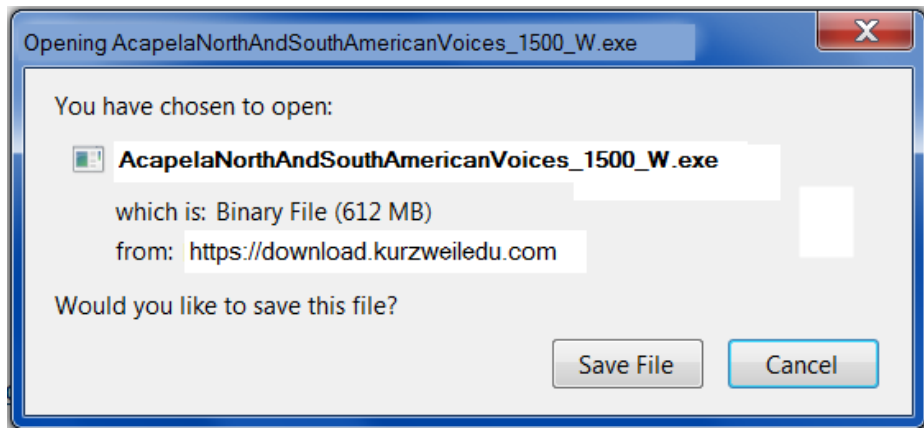 Opening AcapelaNorthAndSouthAmericanVoices_1500_W.exe
X
You have chosen to open:
AcapelaNorthAndSouthAmericanVoices_1500_W.exe
which is: Binary File (612 MB)
from: https://download.kurzweiledu.com
Would you like to save this file?
Save File Cancel